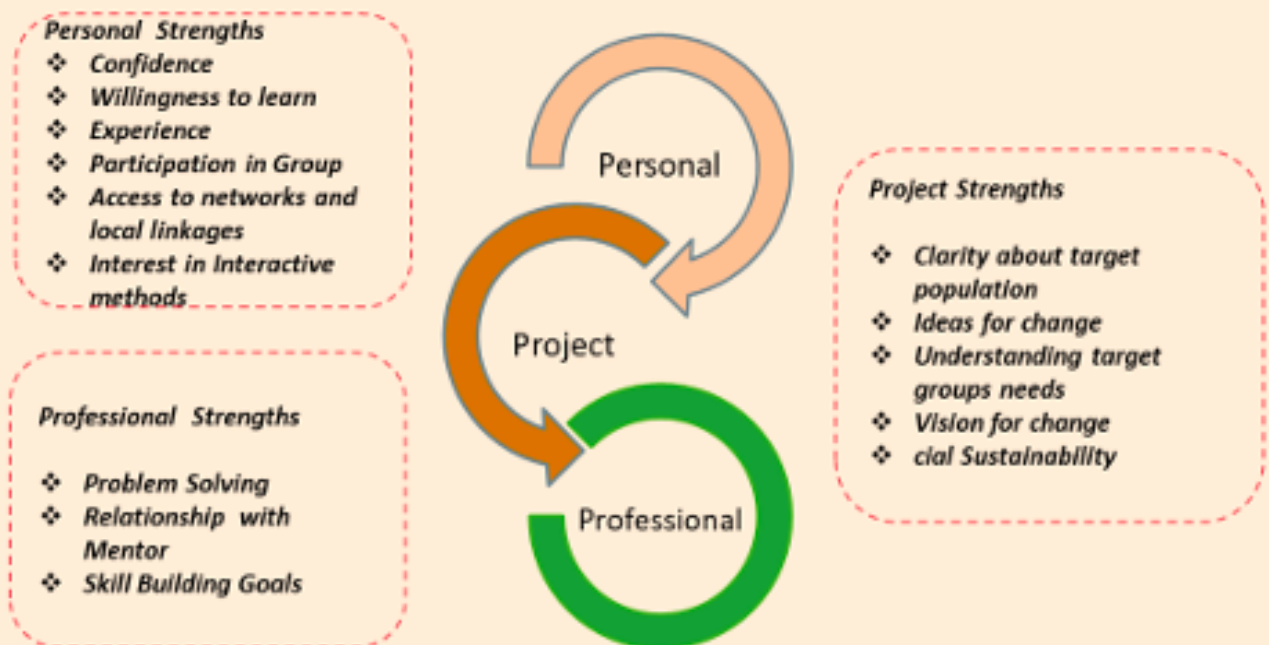 Personal Strengths
❖ Confidence
❖ Willingness to learn
❖ Experience
❖ Participation in Group
❖ Access to networks and
local linkages
❖ Interest in Interactive
methods
Professional Strengths
❖ Problem Solving
❖ Relationship with
Mentor
❖ Skill Building Goals
Personal
Project
Professional
Project Strengths
❖ Clarity about target
population
❖ Ideas for change
❖ Understanding target
groups needs
❖ Vision for change
❖ cial Sustainability